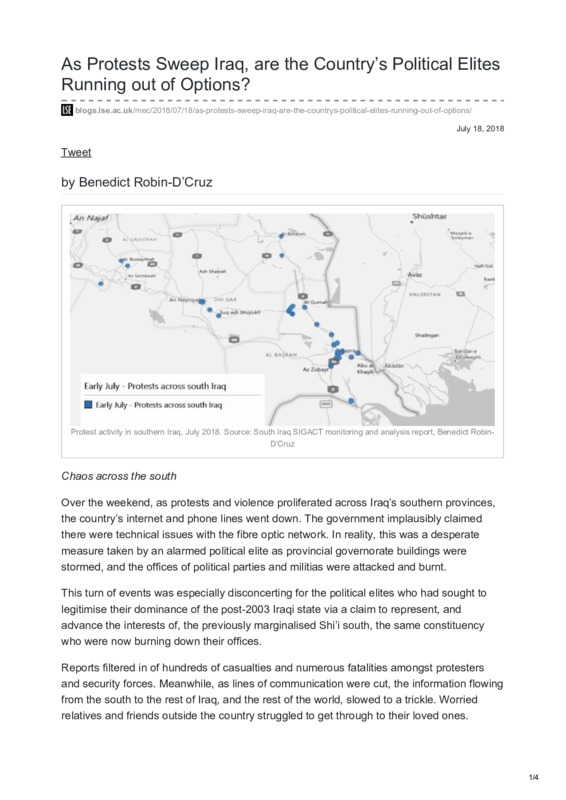 As Protests Sweep Iraq, are the Country's Political Elites
Running out of Options?
LSE blogs.lse.ac.uk/mec/2018/07/18/as-protests-sweep-iraq-are-the-countrys-political-elites-running-out-of-options/
July 18, 2018
Tweet
by Benedict Robin-D'Cruz
An Najaf
Shūshtar
Ash Shatrah
Al Qurnah
Ahvaz
KHUZESTAN
Shadegan
AL BASRAH
Az Zubayr
Abu al
Khaşīb
Ābādān
Early July - Protests across south Iraq
Early July - Protests across south Iraq
Protest activity in southern Iraq, July 2018. Source: South Iraq SIGACT monitoring and analysis report, Benedict Robin-
D'Cruz
Chaos across the south
Over the weekend, as protests and violence proliferated across Iraq's southern provinces,
the country's internet and phone lines went down. The government implausibly claimed
there were technical issues with the fibre optic network. In reality, this was a desperate
measure taken by an alarmed political elite as provincial governorate buildings were
stormed, and the offices of political parties and militias were attacked and burnt.
This turn of events was especially disconcerting for the political elites who had sought to
legitimise their dominance of the post-2003 Iraqi state via a claim to represent, and
advance the interests of, the previously marginalised Shi'i south, the same constituency
who were now burning down their offices.
Reports filtered in of hundreds of casualties and numerous fatalities amongst protesters
and security forces. Meanwhile, as lines of communication were cut, the information flowing
from the south to the rest of Iraq, and the rest of the world, slowed to a trickle. Worried
relatives and friends outside the country struggled to get through to their loved ones.
1/4